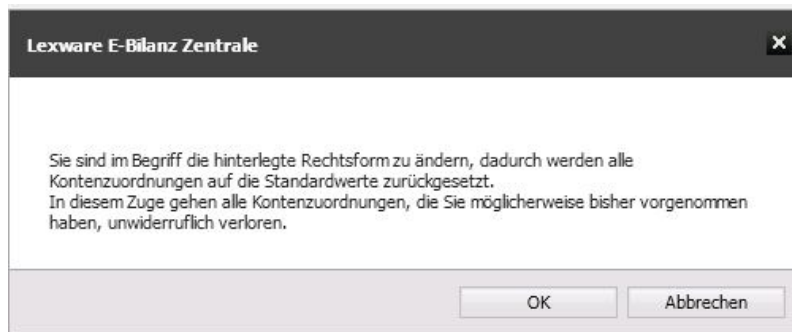 Lexware E-Bilanz Zentrale
Sie sind im Begriff die hinterlegte Rechtsform zu ändern, dadurch werden alle
Kontenzuordnungen auf die Standardwerte zurückgesetzt.
In diesem Zuge gehen alle Kontenzuordnungen, die Sie möglicherweise bisher vorgenommen
haben, unwiderruflich verloren.
OK Abbrechen